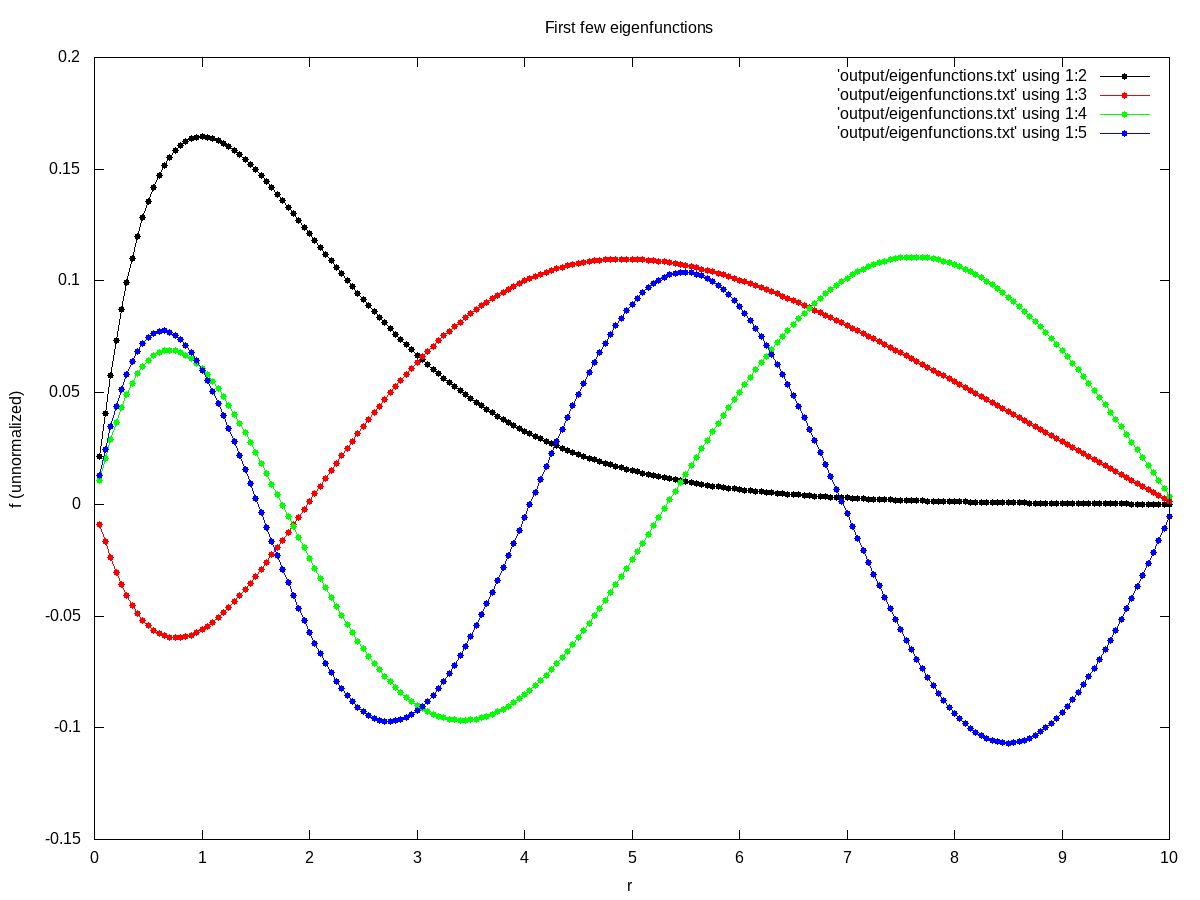 First few eigenfunctions
'output/eigenfunctions.txt' using 1:2
'output/eigenfunctions.txt' using 1:3
'output/eigenfunctions.txt' using 1:4
'output/eigenfunctions.txt' using 1:5
0.2
0.15
0.1
0.05
0
-0.05
-0.1
-0.15
f (unnormalized)
0 1 2 3 4 5 6 7 8 9 10
r